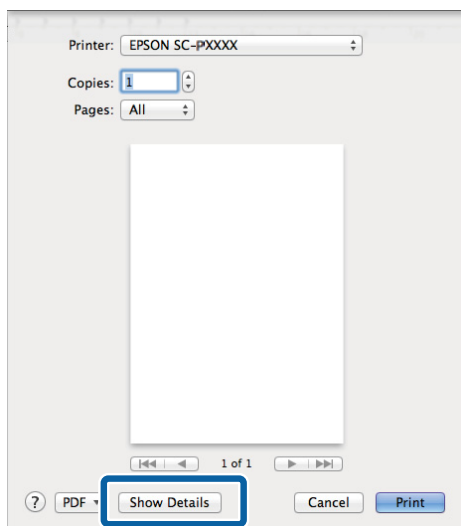 Printer: EPSON SC-PXXXX
Copies: 1
Pages: All
1 of 1
? PDF Show Details Cancel Print